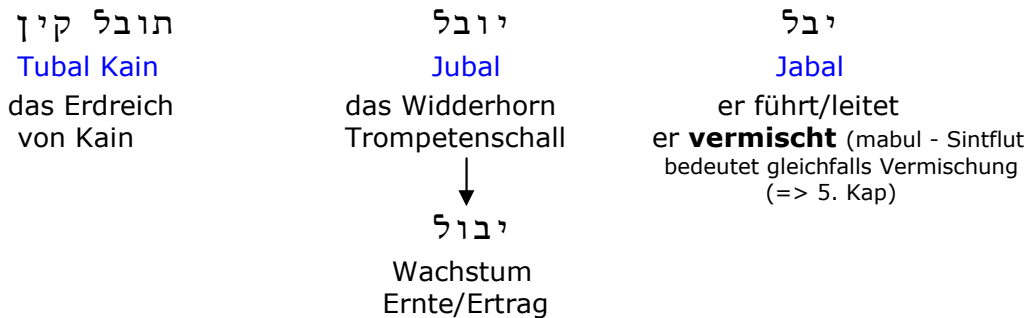 תובל קין
יובל
יבל
Tubal Kain
Jubal
Jabal
das Erdreich
von Kain
das Widderhorn
Trompetenschall
er führt/leitet
er vermischt (mabul - Sintflut
bedeutet gleichfalls Vermischung
(=> 5. Kap)
יבול
Wachstum
Ernte/Ertrag